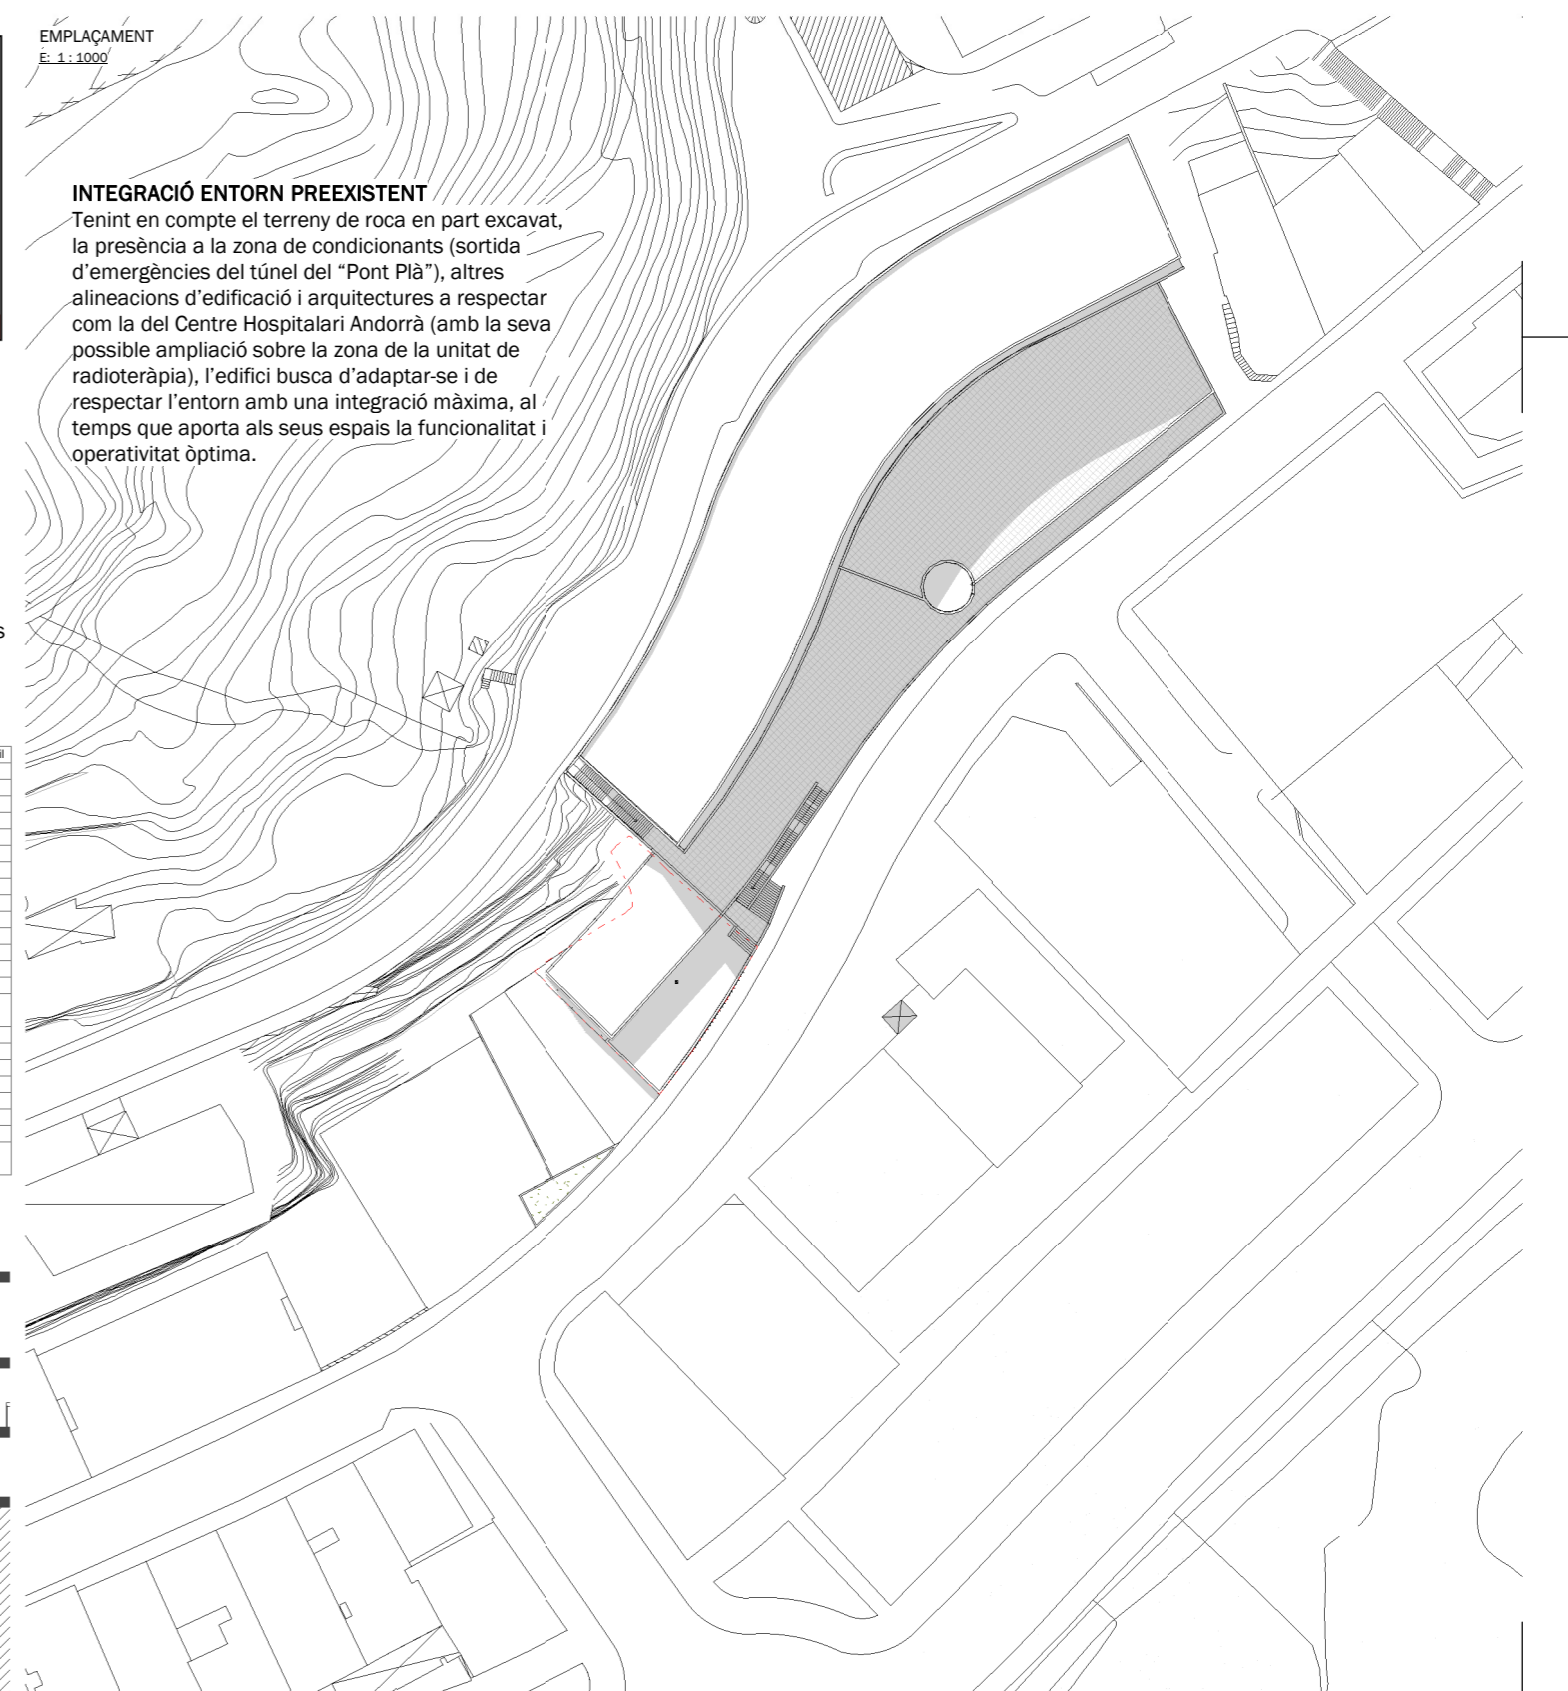 EMPLAÇAMENT
E: 1 : 1000
INTEGRACIÓ ENTORN PREEXISTENT
Tenint en compte el terreny de roca en part excavat,
la presència a la zona de condicionants (sortida
d'emergències del túnel del “Pont Plà”), altres
alineacions d'edificació i arquitectures a respectar
com la del Centre Hospitalari Andorrà (amb la seva
possible ampliació sobre la zona de la unitat de
radioteràpia), l'edifici busca d'adaptar-se i de
respectar l'entorn amb una integració màxima, al
temps que aporta als seus espais la funcionalitat i
operativitat òptima.